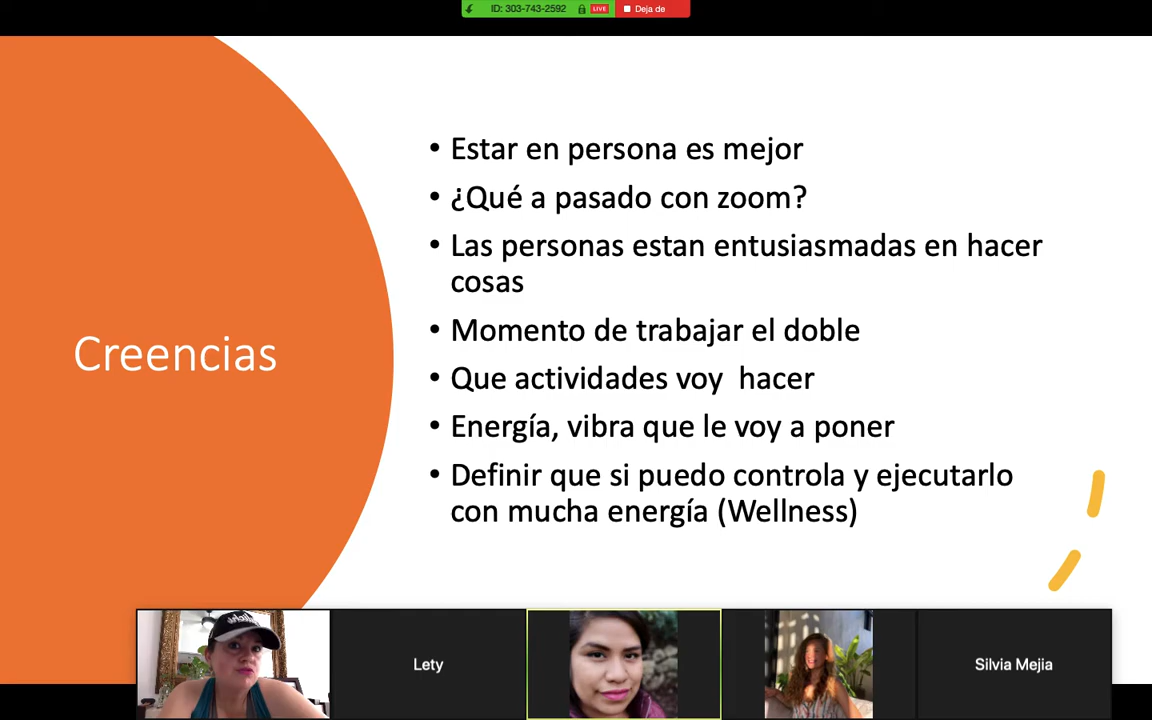 ID: 303-743-2592
LIVE
Deja de
Creencias
• Estar en persona es mejor
• ¿Qué a pasado con zoom?
• Las personas estan entusiasmadas en hacer
cosas
• Momento de trabajar el doble
• Que actividades voy  hacer
• Energía, vibra que le voy a poner
• Definir que si puedo controla y ejecutarlo
con mucha energía (Wellness)
Lety
Silvia Mejia